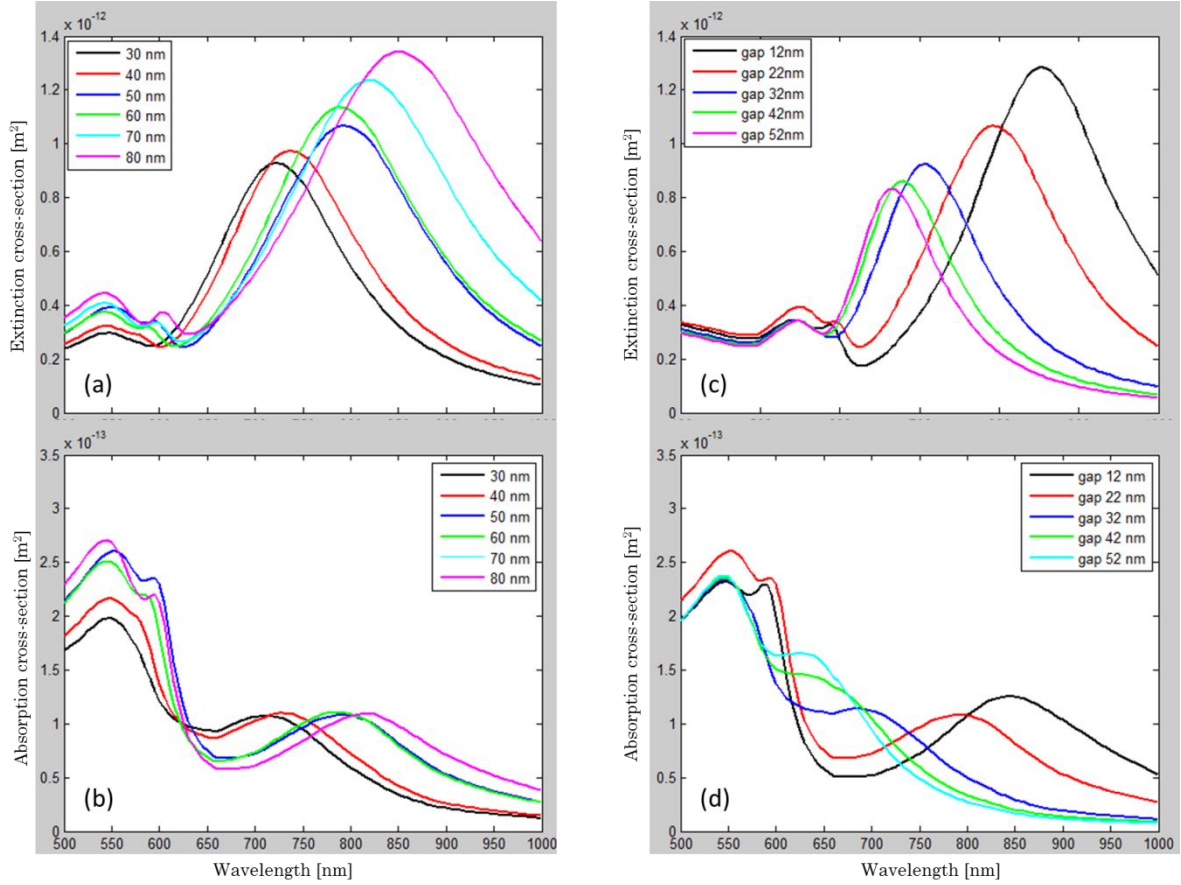 x 10⁻¹²
1.4
1.2
1
0.8
0.6
0.4
0.2
0
Extinction cross-section [m²]
30 nm
40 nm
50 nm
60 nm
70 nm
80 nm
(a)
x 10⁻¹²
1.4
1.2
1
0.8
0.6
0.4
0.2
0
Extinction cross-section [m²]
gap 12nm
gap 22nm
gap 32nm
gap 42nm
gap 52nm
(c)
x 10⁻¹³
3.5
3
2.5
2
1.5
1
0.5
0
Absorption cross-section [m²]
30 nm
40 nm
50 nm
60 nm
70 nm
80 nm
(b)
500 550 600 650 700 750 800 850 900 950 1000
Wavelength [nm]
x 10⁻¹³
3.5
3
2.5
2
1.5
1
0.5
0
Absorption cross-section [m²]
gap 12 nm
gap 22 nm
gap 32 nm
gap 42 nm
gap 52 nm
(d)
500 550 600 650 700 750 800 850 900 950 1000
Wavelength [nm]